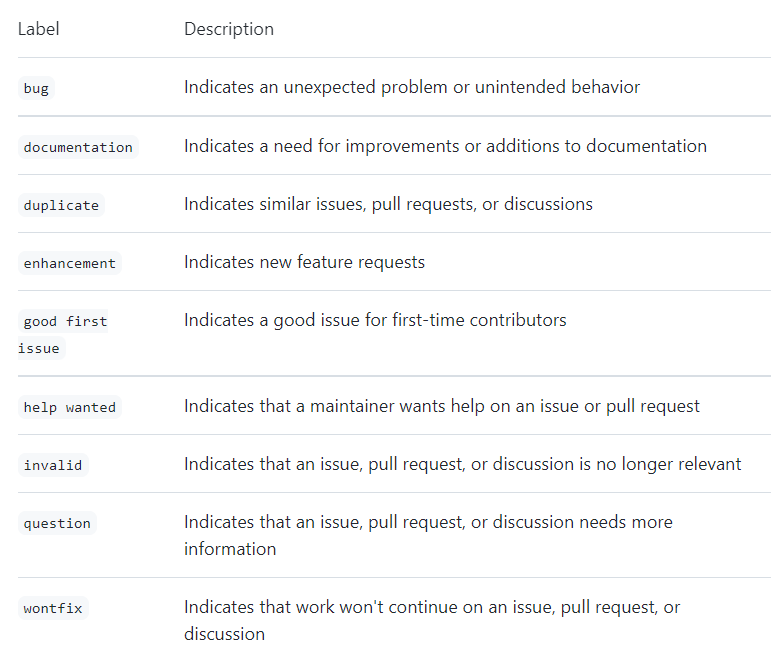 Label Description
bug Indicates an unexpected problem or unintended behavior
documentation Indicates a need for improvements or additions to documentation
duplicate Indicates similar issues, pull requests, or discussions
enhancement Indicates new feature requests
good first Indicates a good issue for first-time contributors
issue
help wanted Indicates that a maintainer wants help on an issue or pull request
invalid Indicates that an issue, pull request, or discussion is no longer relevant
question Indicates that an issue, pull request, or discussion needs more
information
wontfix Indicates that work won't continue on an issue, pull request, or
discussion